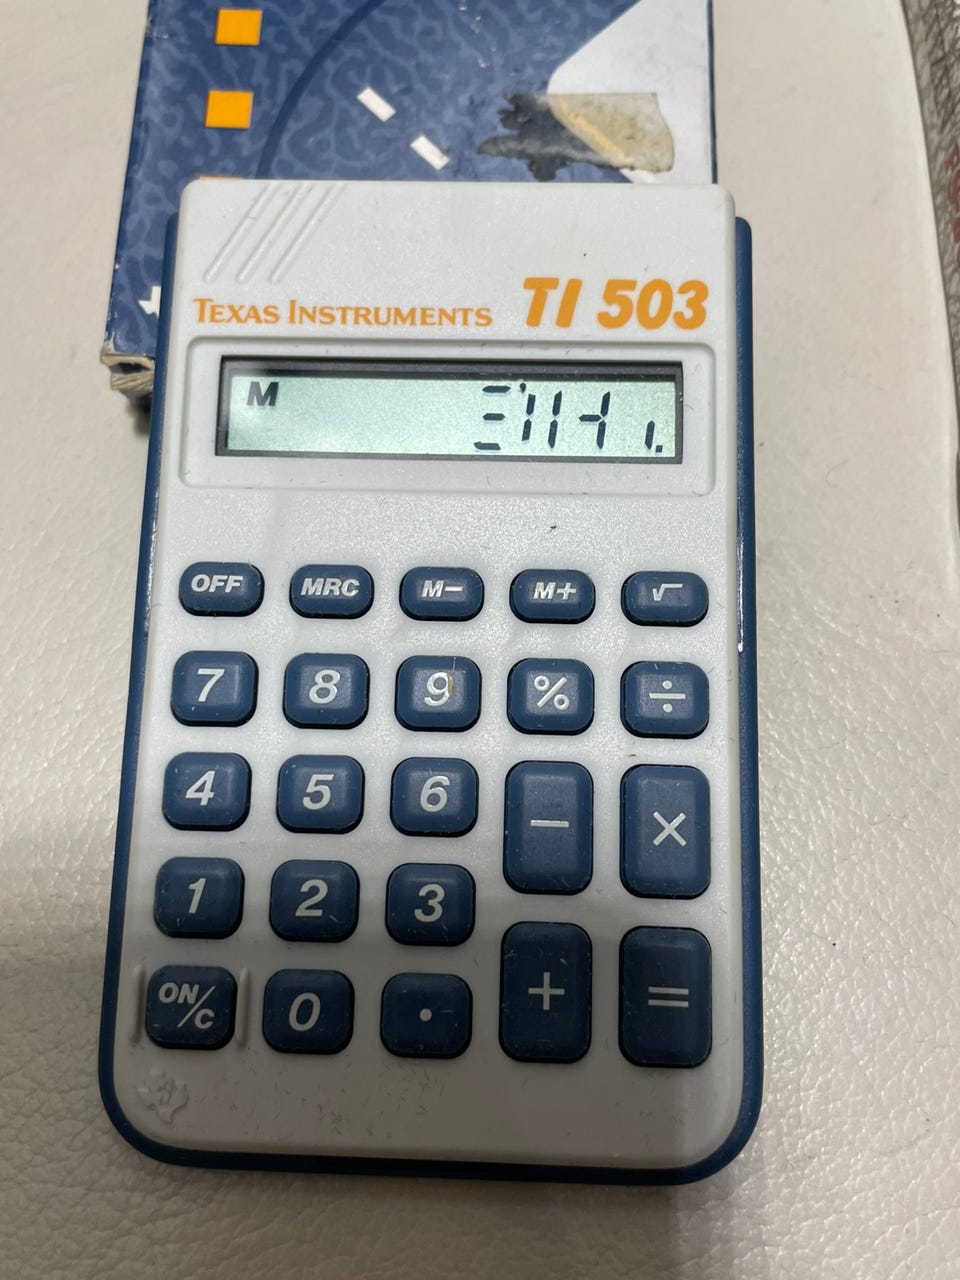 TEXAS INSTRUMENTS TI 503
M
OFF MRC M− M+ √
7 8 9 % ÷
4 5 6 − ×
1 2 3
ON/C 0 . + =